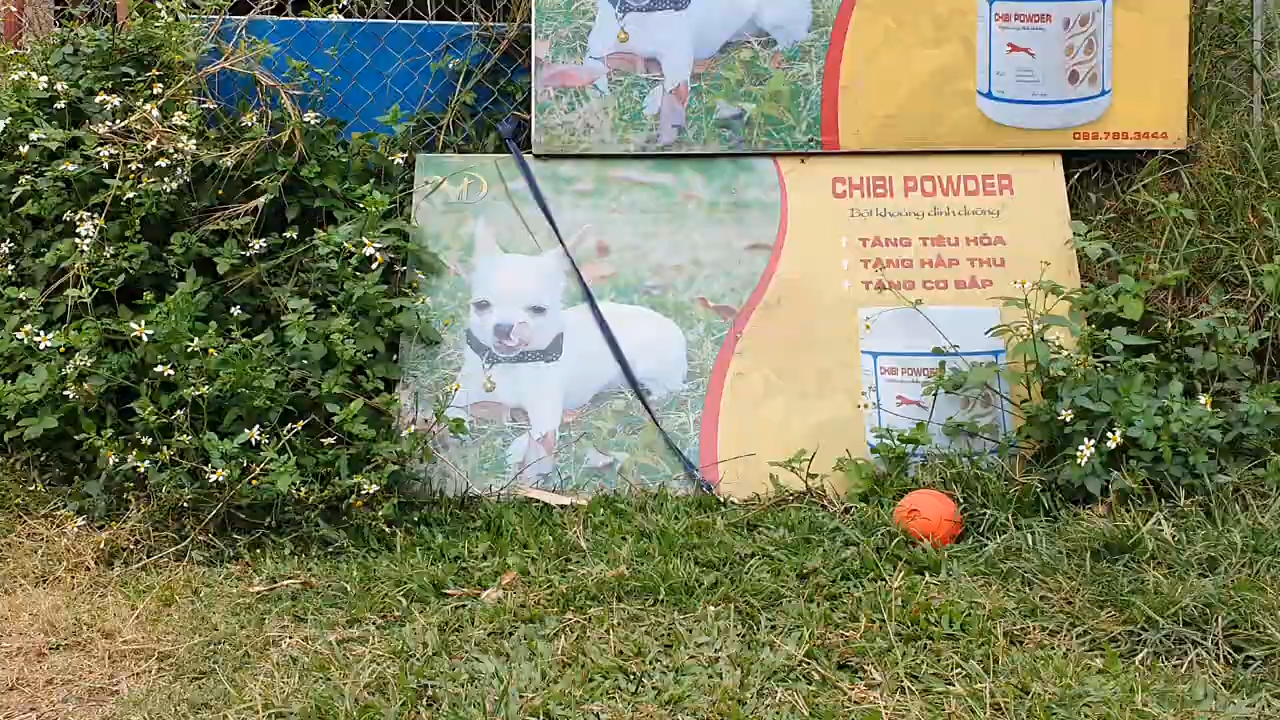 CHIBI POWDER
092.789.3444
CHIBI POWDER
Bột khoáng dinh dưỡng
TĂNG TIÊU HÓA
TĂNG HẤP THU
TĂNG CƠ BẮP
CHIBI POWDER